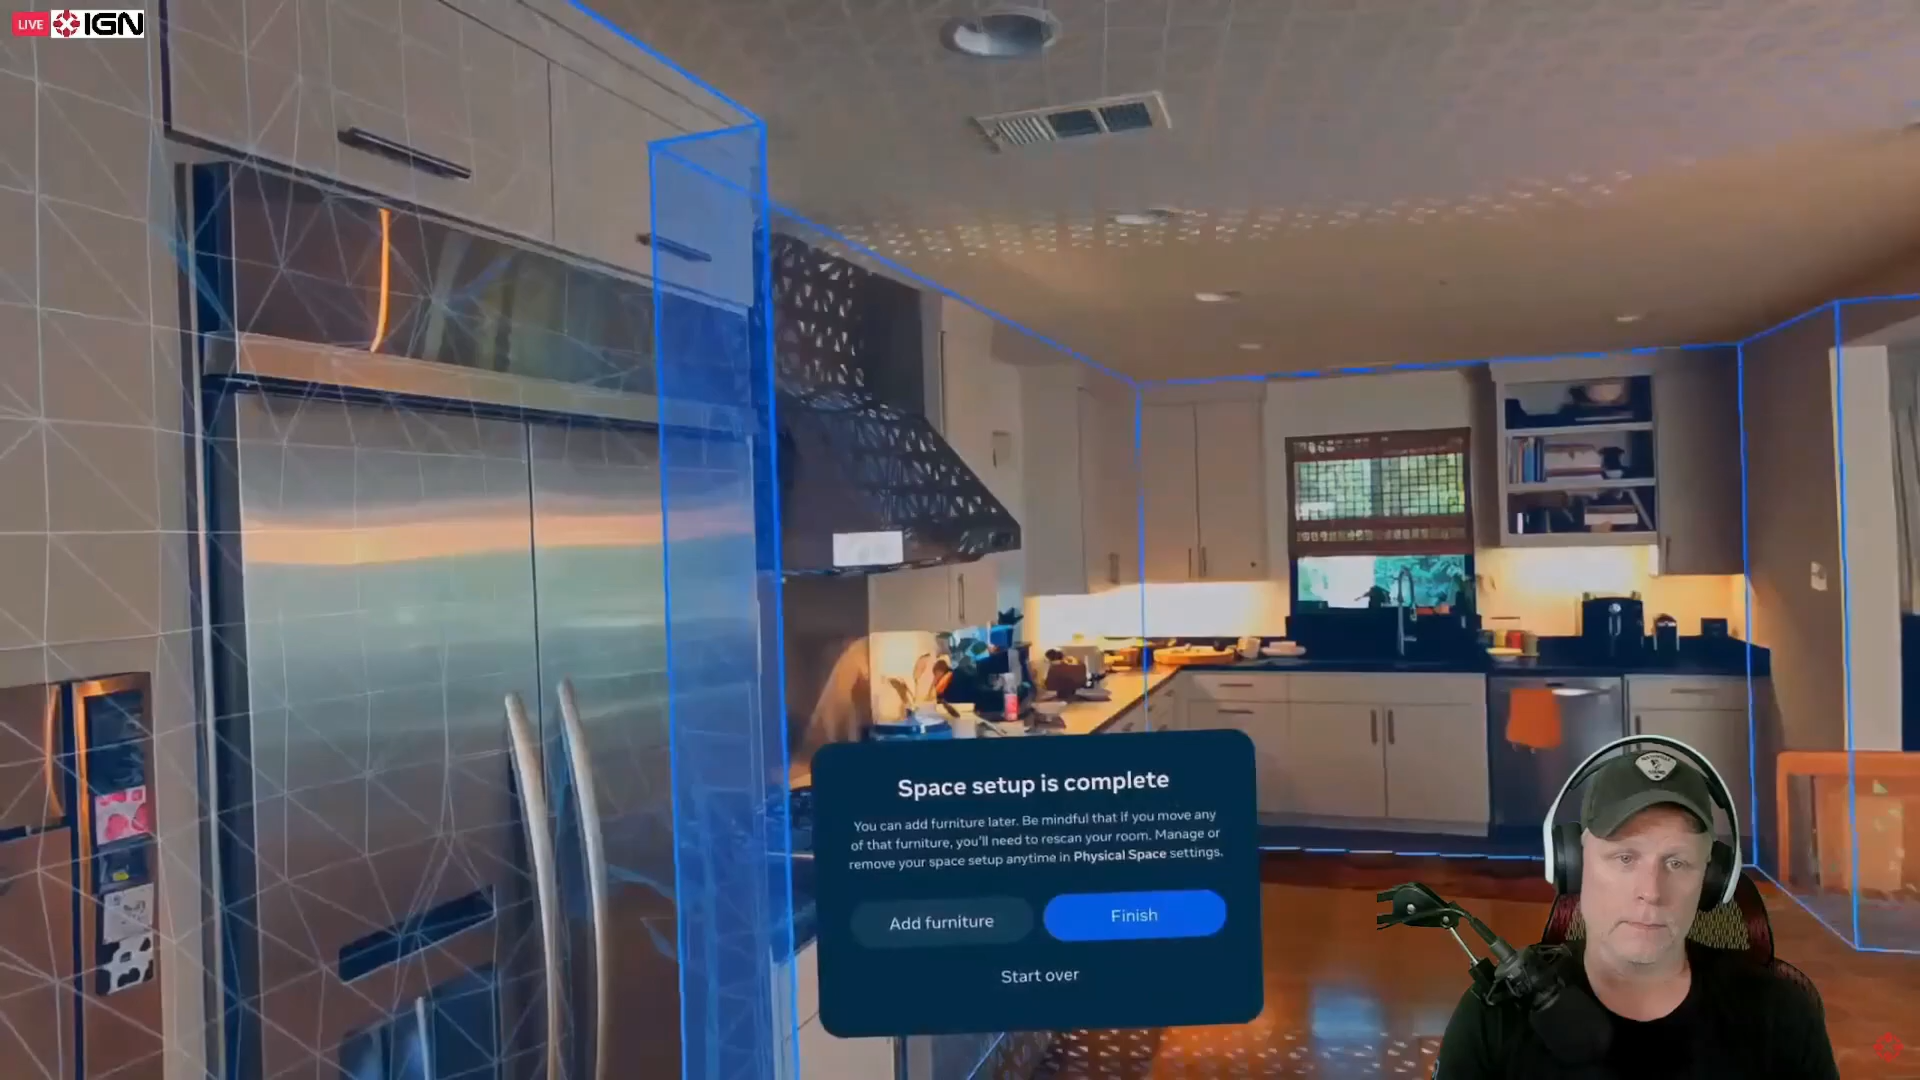 LIVE
IGN
Space setup is complete
You can add furniture later. Be mindful that if you move any
of that furniture, you'll need to rescan your room. Manage or
remove your space setup anytime in Physical Space settings.
Add furniture
Finish
Start over